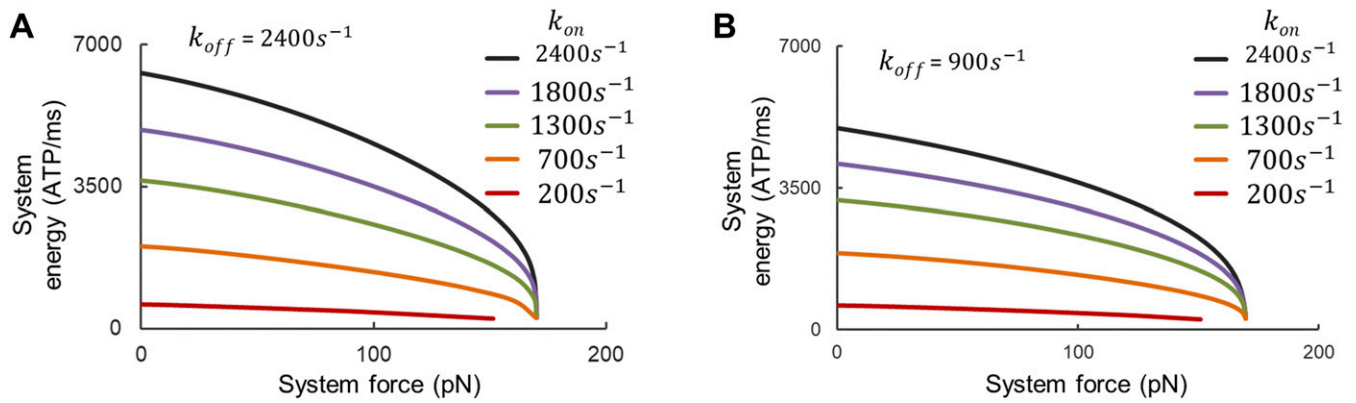 A
k_off = 2400s⁻¹
k_on
2400s⁻¹
1800s⁻¹
1300s⁻¹
700s⁻¹
200s⁻¹
7000
3500
0
System
energy (ATP/ms)
0 100 200
System force (pN)
B
k_off = 900s⁻¹
k_on
2400s⁻¹
1800s⁻¹
1300s⁻¹
700s⁻¹
200s⁻¹
7000
3500
0
System
energy (ATP/ms)
0 100 200
System force (pN)